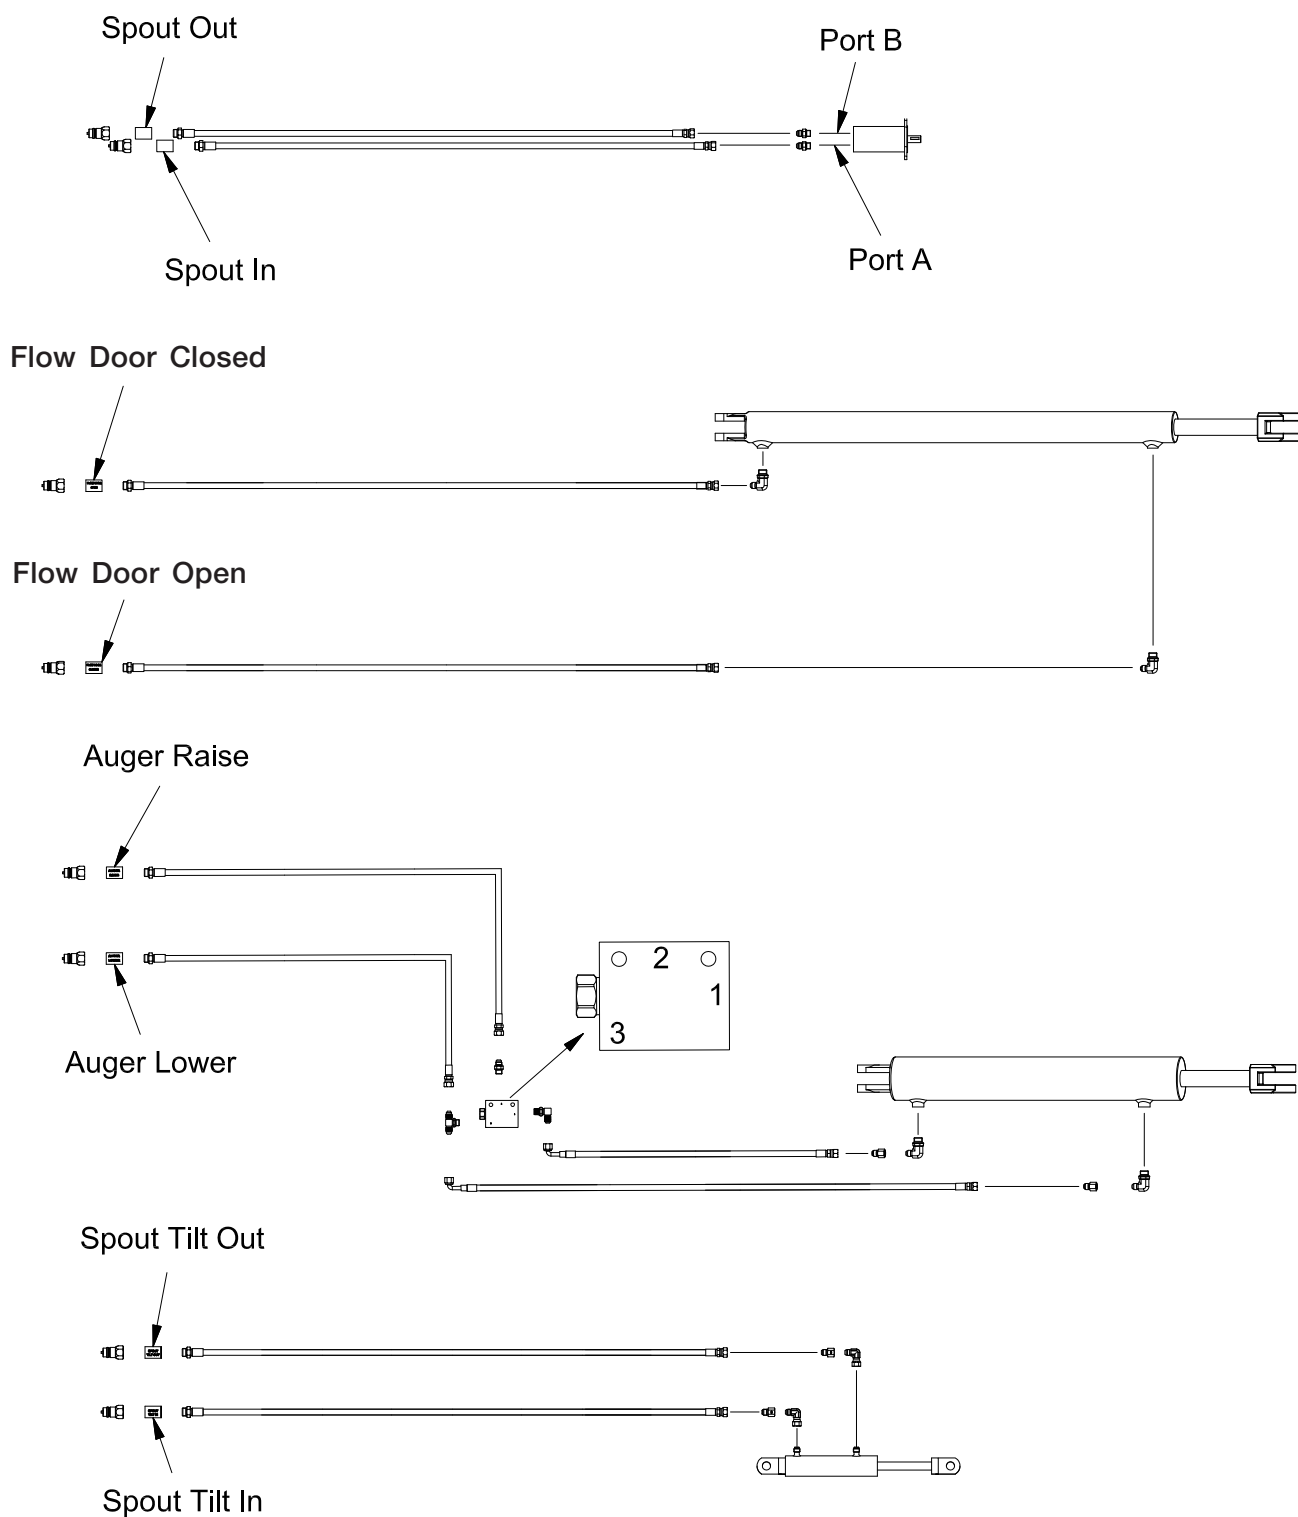 Spout Out
Port B
Spout In
Port A
Flow Door Closed
Flow Door Open
Auger Raise
2
1
3
Auger Lower
Spout Tilt Out
Spout Tilt In